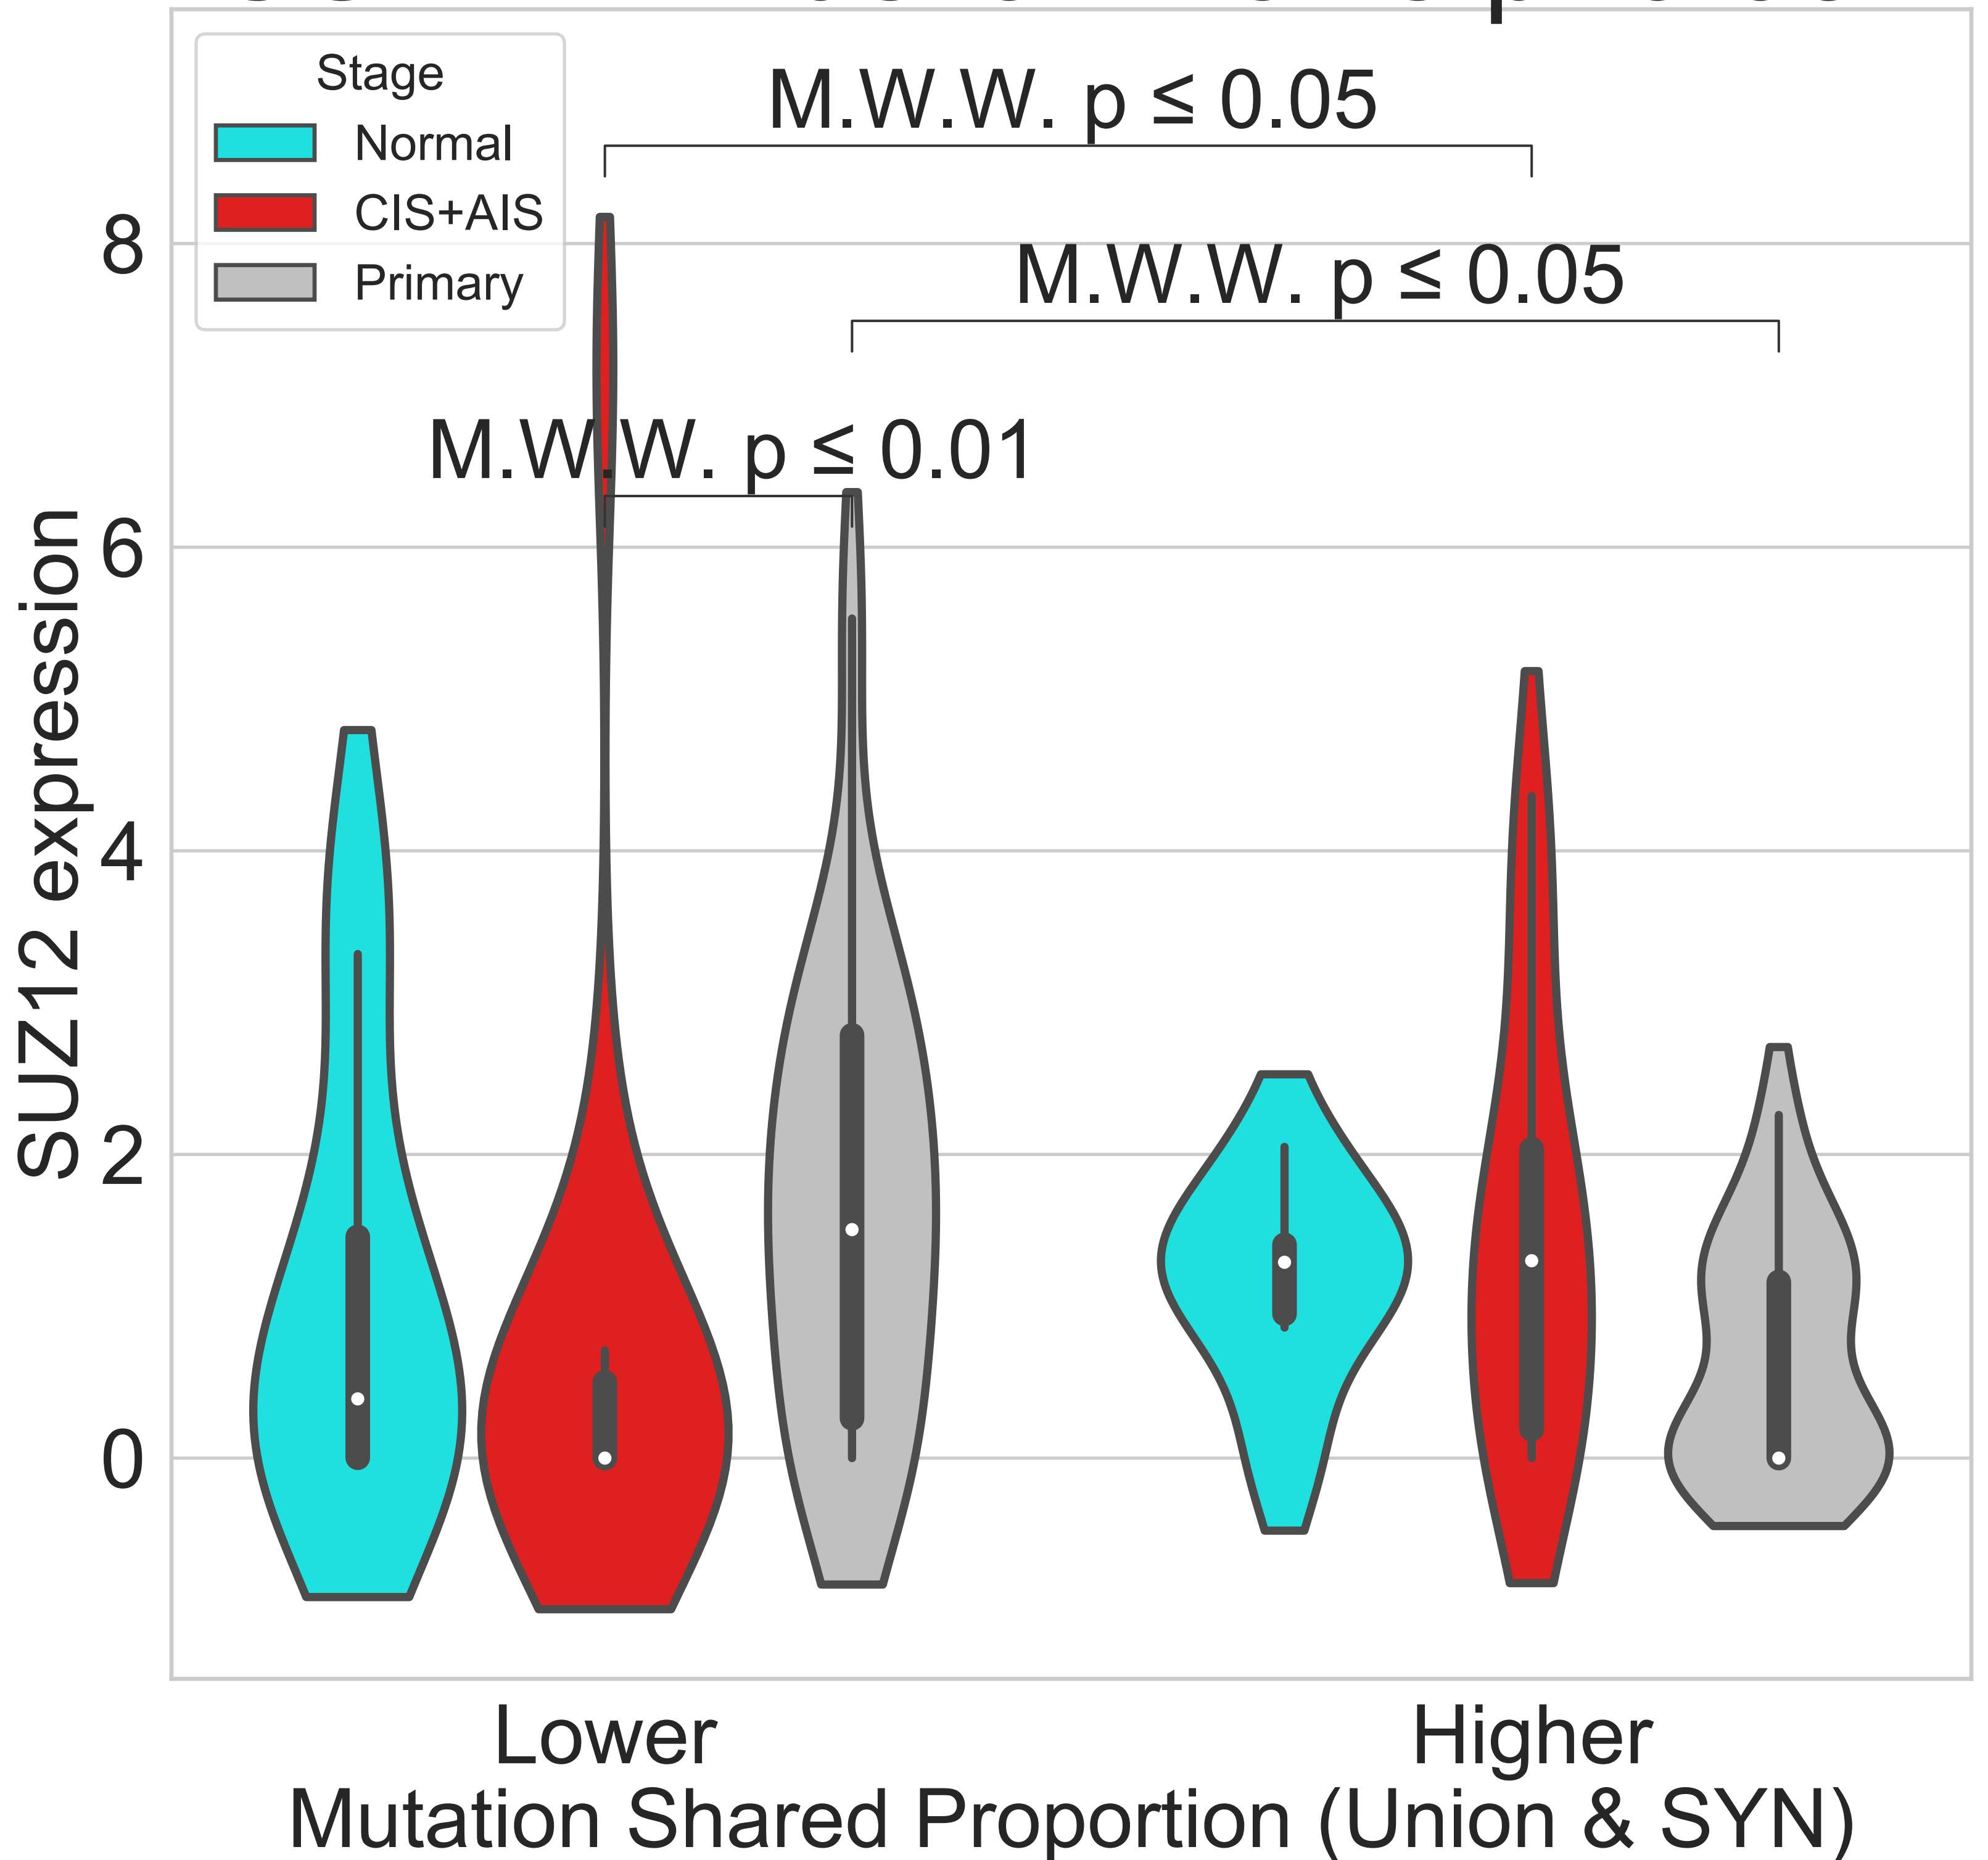 Stage
Normal
CIS+AIS
Primary
M.W.W. p ≤ 0.05
M.W.W. p ≤ 0.05
M.W.W. p ≤ 0.01
SUZ12 expression
8
6
4
2
0
Lower
Higher
Mutation Shared Proportion (Union & SYN)